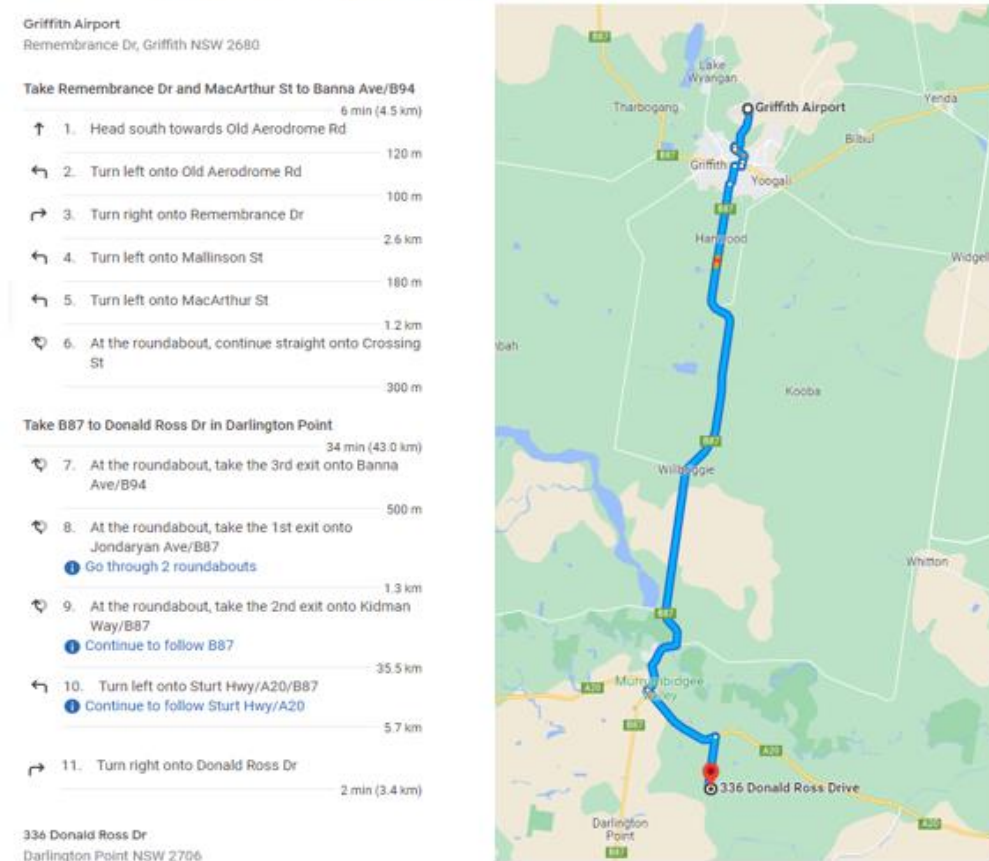 Griffith Airport
Remembrance Dr, Griffith NSW 2680
Take Remembrance Dr and MacArthur St to Banna Ave/B94
6 min (4.5 km)
1. Head south towards Old Aerodrome Rd
120 m
2. Turn left onto Old Aerodrome Rd
100 m
3. Turn right onto Remembrance Dr
2.6 km
4. Turn left onto Mallinson St
180 m
5. Turn left onto MacArthur St
1.2 km
6. At the roundabout, continue straight onto Crossing
St
300 m
Take B87 to Donald Ross Dr in Darlington Point
34 min (43.0 km)
7. At the roundabout, take the 3rd exit onto Banna
Ave/B94
500 m
8. At the roundabout, take the 1st exit onto
Jondaryan Ave/B87
Go through 2 roundabouts
1.3 km
9. At the roundabout, take the 2nd exit onto Kidman
Way/B87
Continue to follow B87
35.5 km
10. Turn left onto Sturt Hwy/A20/B87
Continue to follow Sturt Hwy/A20
5.7 km
11. Turn right onto Donald Ross Dr
2 min (3.4 km)
336 Donald Ross Dr
Darlington Point NSW 2706
B87
Lake
Wyangan
Tharbogang
Griffith Airport
Yenda
Bilbul
B87
Griffith
Yoogali
B87
Widgel
Kooba
B87
Willbriggie
Whitton
B87
Murrumbidgee
Valley
A20
B87
A20
336 Donald Ross Drive
Darlington
Point
A20
B87